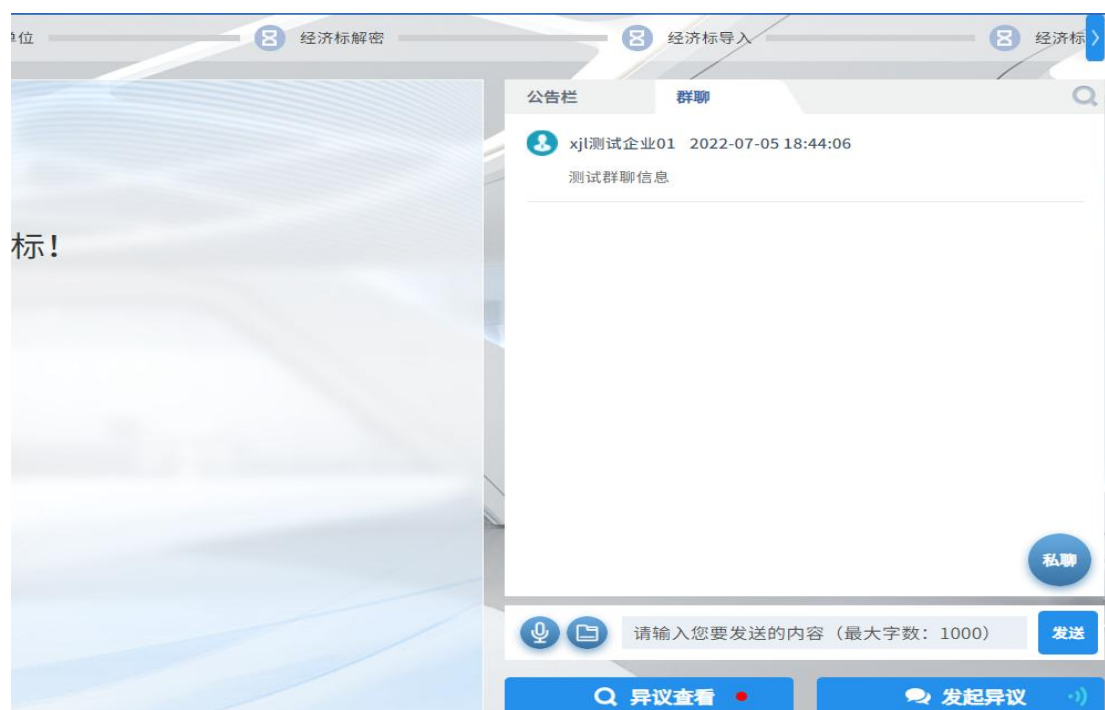 位
经济标解密
经济标导入
经济标
公告栏
群聊
xjl测试企业01 2022-07-05 18:44:06
测试群聊信息
标！
私聊
请输入您要发送的内容（最大字数：1000）
发送
异议查看
发起异议